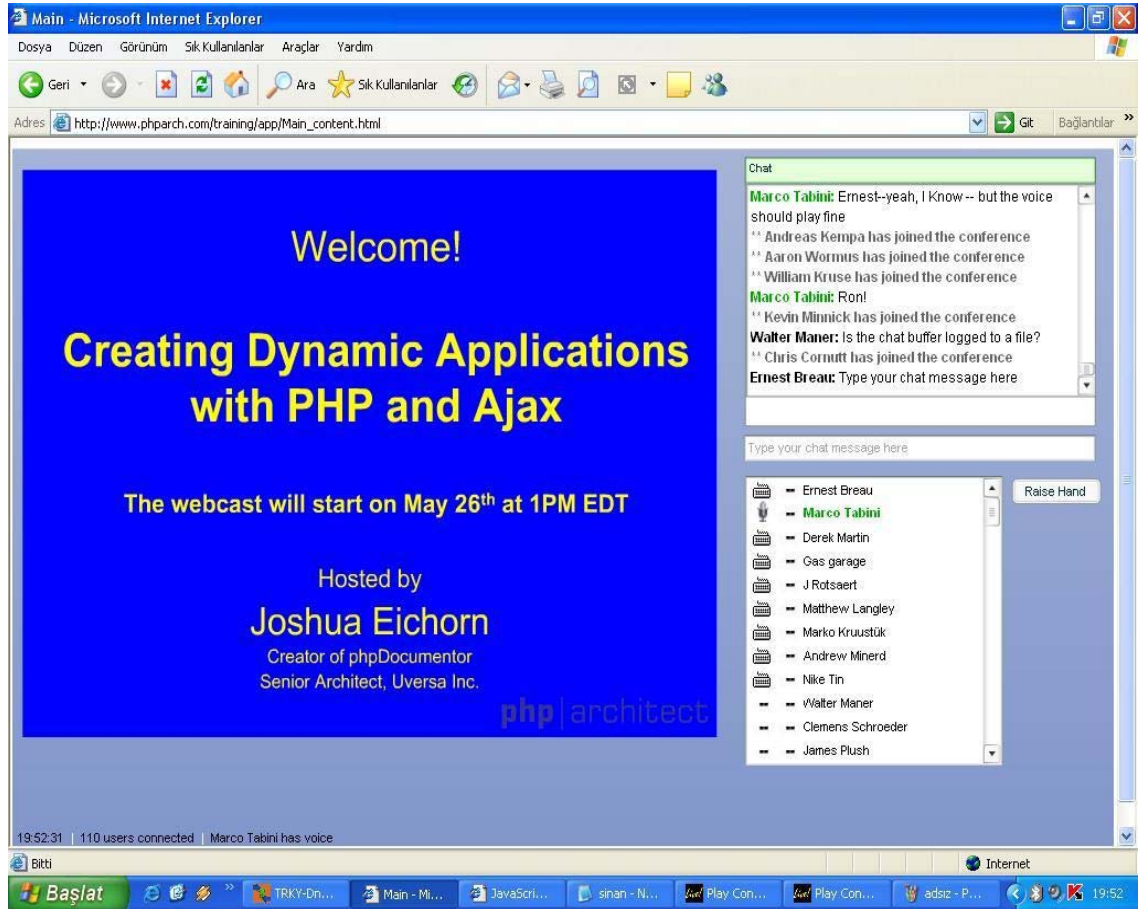 Main - Microsoft Internet Explorer
Dosya Düzen Görünüm Sık Kullanılanlar Araçlar Yardım
Geri Ara Sık Kullanılanlar
Adres http://www.phparch.com/training/app/Main_content.html Git Bağlantılar »
Welcome!
Creating Dynamic Applications
with PHP and Ajax
The webcast will start on May 26th at 1PM EDT
Hosted by
Joshua Eichorn
Creator of phpDocumentor
Senior Architect, Uversa Inc.
php|architect
Chat
Marco Tabini: Ernest--yeah, I Know -- but the voice
should play fine
** Andreas Kempa has joined the conference
** Aaron Wormus has joined the conference
** William Kruse has joined the conference
Marco Tabini: Ron!
** Kevin Minnick has joined the conference
Walter Maner: Is the chat buffer logged to a file?
** Chris Cornutt has joined the conference
Ernest Breau: Type your chat message here
Type your chat message here
-- Ernest Breau
Raise Hand
-- Marco Tabini
-- Derek Martin
-- Gas garage
-- J Rotsaert
-- Matthew Langley
-- Marko Kruustük
-- Andrew Minerd
-- Nike Tin
-- -- Walter Maner
-- -- Clemens Schroeder
-- -- James Plush
19:52:31 | 110 users connected | Marco Tabini has voice
Bitti Internet
Başlat » TRKY-Dn... Main - Mi... JavaScri... sinan - N... Play Con... Play Con... adsız - P... 19:52